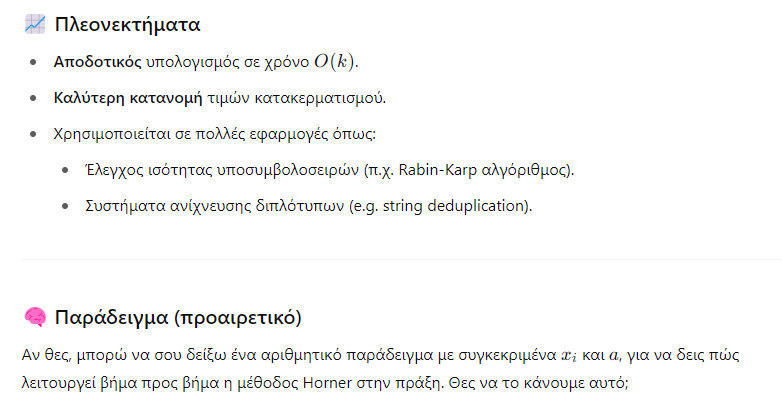 Πλεονεκτήματα
Αποδοτικός υπολογισμός σε χρόνο O(k).
Καλύτερη κατανομή τιμών κατακερματισμού.
Χρησιμοποιείται σε πολλές εφαρμογές όπως:
Έλεγχος ισότητας υποσυμβολοσειρών (π.χ. Rabin-Karp αλγόριθμος).
Συστήματα ανίχνευσης διπλότυπων (e.g. string deduplication).
Παράδειγμα (προαιρετικό)
Αν θες, μπορώ να σου δείξω ένα αριθμητικό παράδειγμα με συγκεκριμένα xᵢ και a, για να δεις πώς
λειτουργεί βήμα προς βήμα η μέθοδος Horner στην πράξη. Θες να το κάνουμε αυτό;